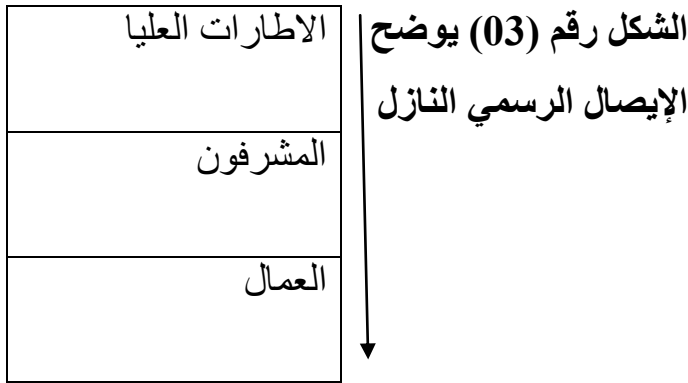 الشكل رقم (03) يوضح
الإيصال الرسمي النازل
الاطارات العليا
المشرفون
العمال